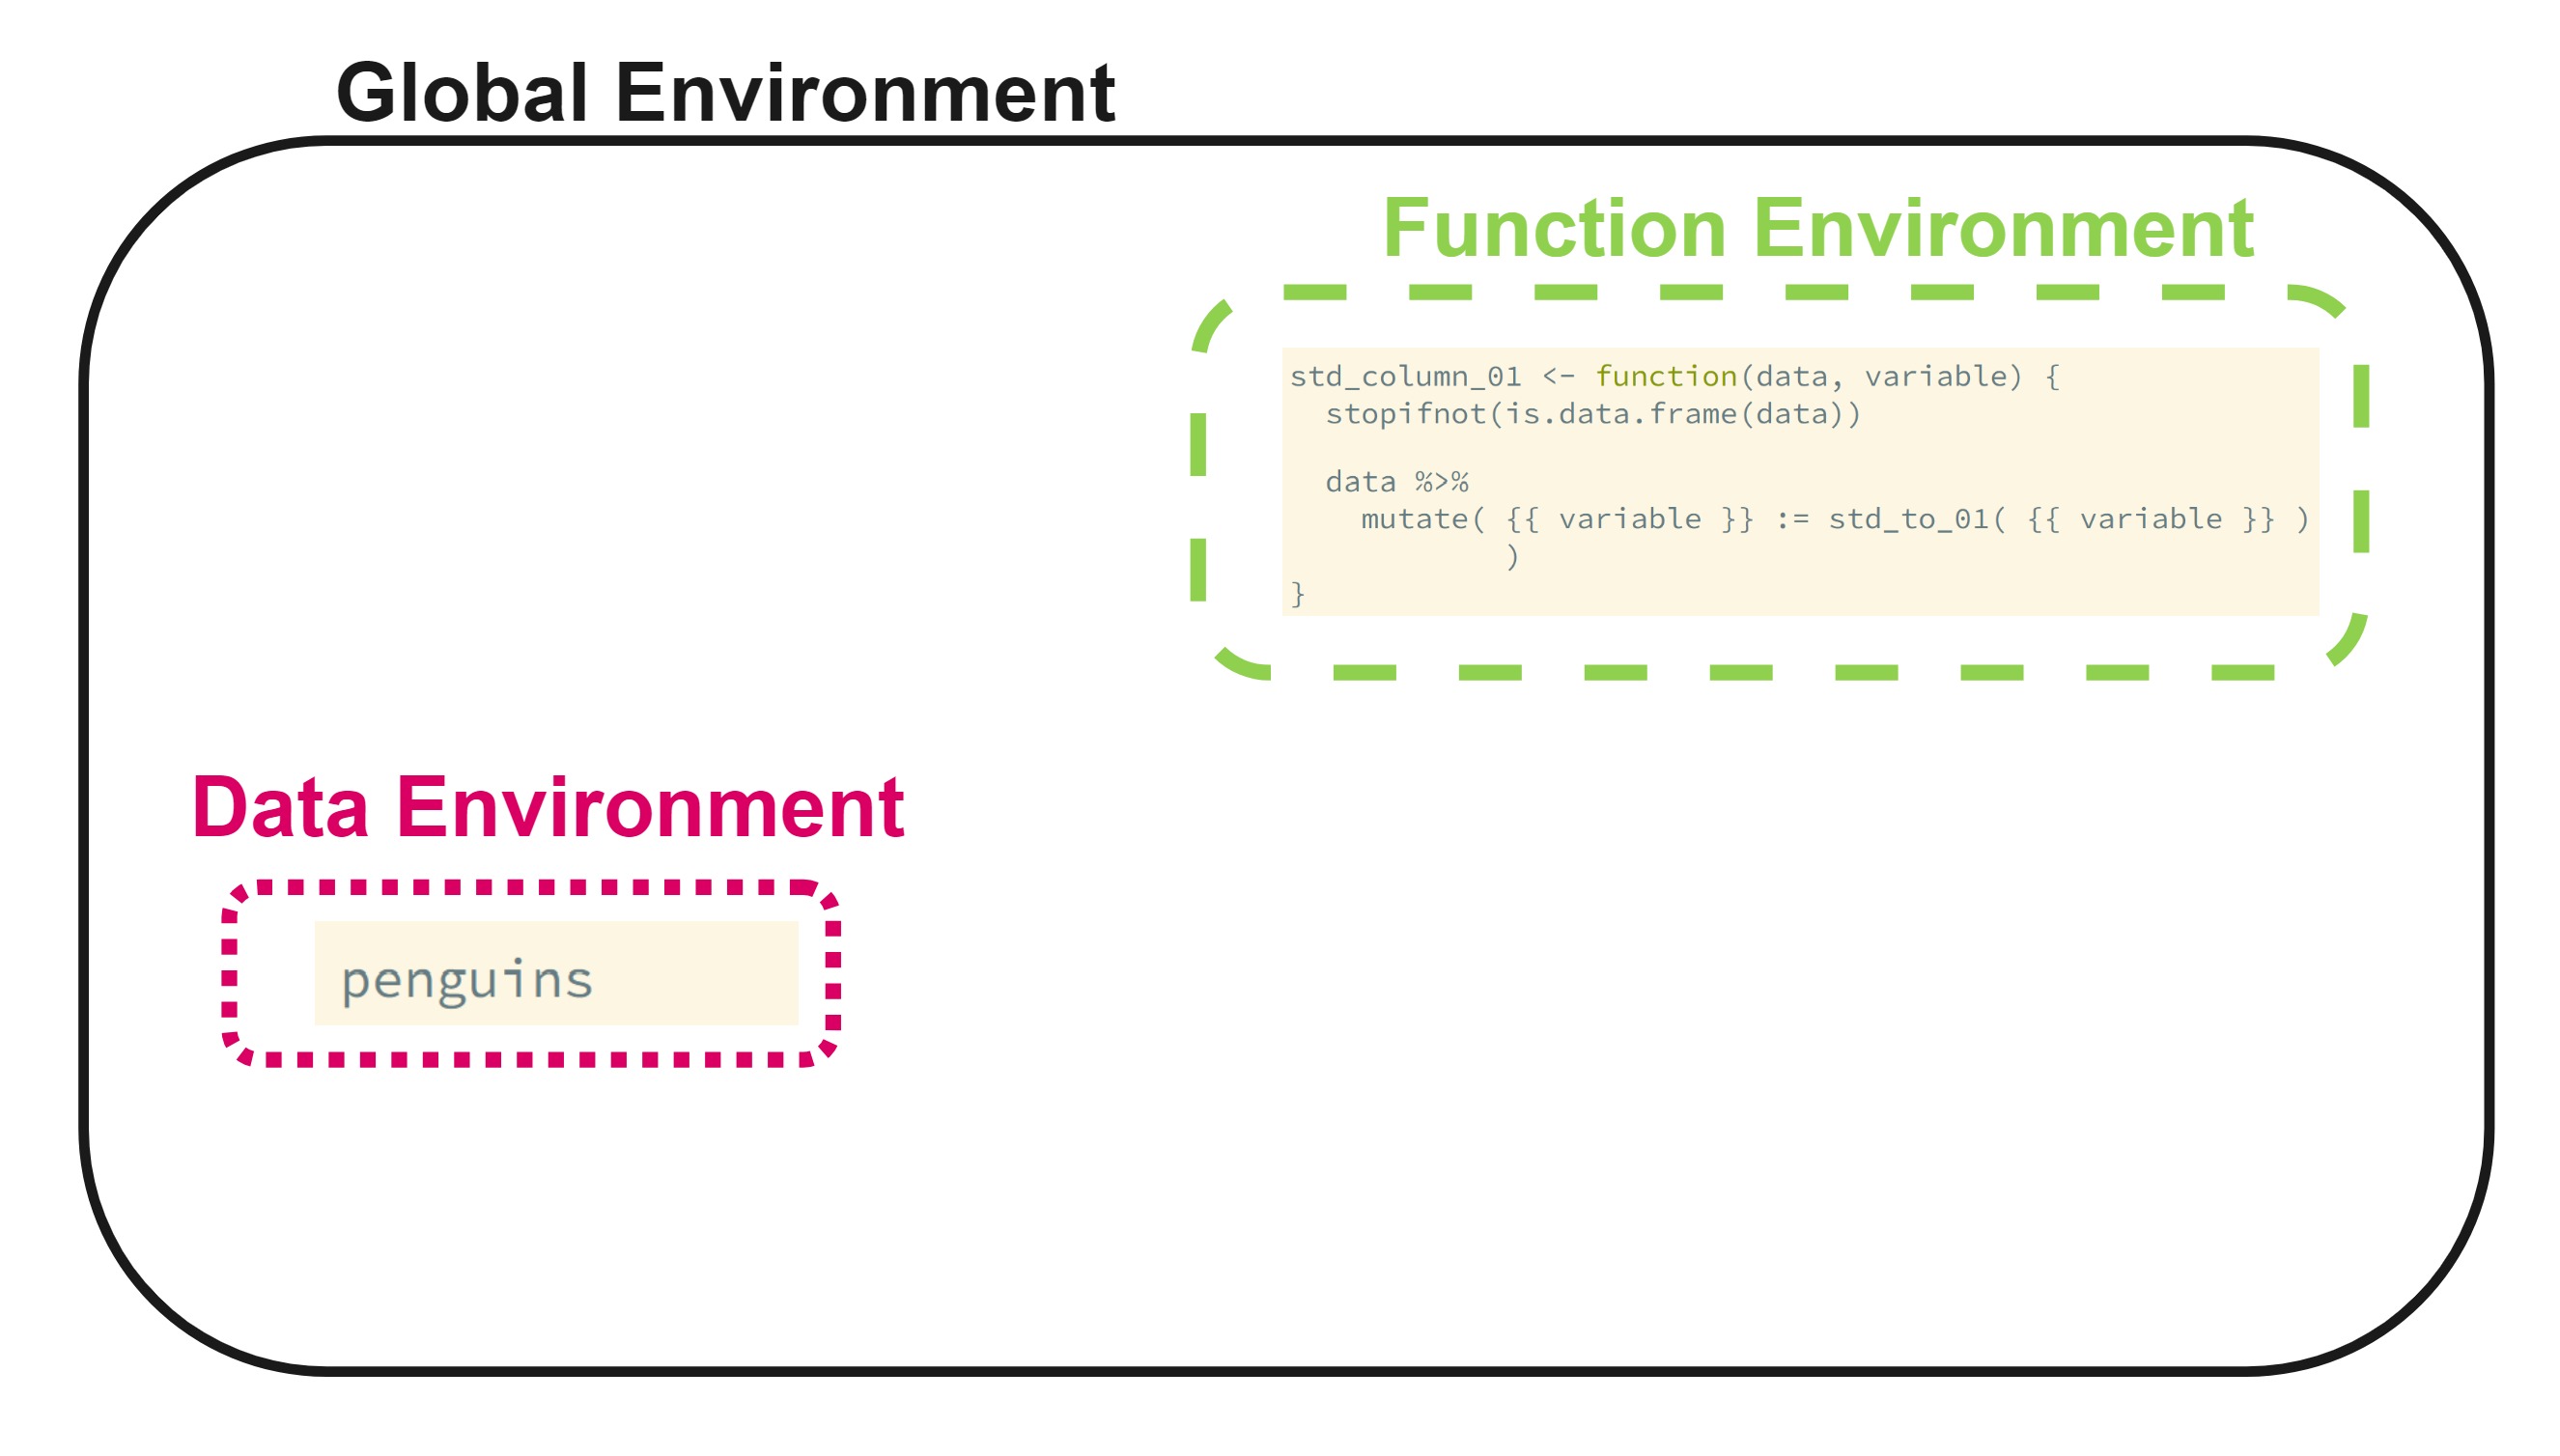 Global Environment
Function Environment
std_column_01 <- function(data, variable) {
  stopifnot(is.data.frame(data))
  data %>%
    mutate( {{ variable }} := std_to_01( {{ variable }} )
            )
}
Data Environment
penguins